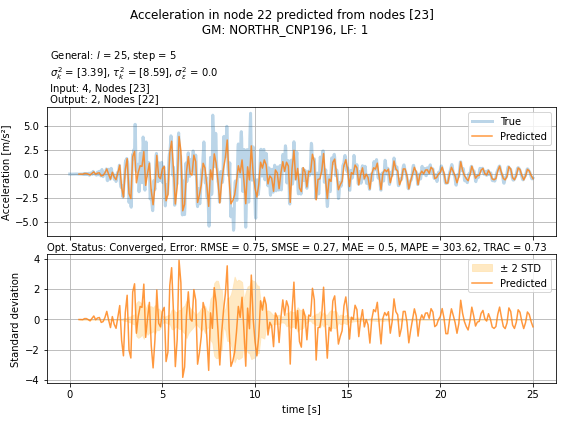 Acceleration in node 22 predicted from nodes [23]
GM: NORTHR_CNP196, LF: 1
General: l = 25, step = 5
σ²ₖ = [3.39], τ²ₖ = [8.59], σ²ε = 0.0
Input: 4, Nodes [23]
Output: 2, Nodes [22]
Acceleration [m/s²]
5.0
2.5
0.0
−2.5
−5.0
True
Predicted
Opt. Status: Converged, Error: RMSE = 0.75, SMSE = 0.27, MAE = 0.5, MAPE = 303.62, TRAC = 0.73
Standard deviation
4
2
0
−2
−4
± 2 STD
Predicted
0 5 10 15 20 25
time [s]